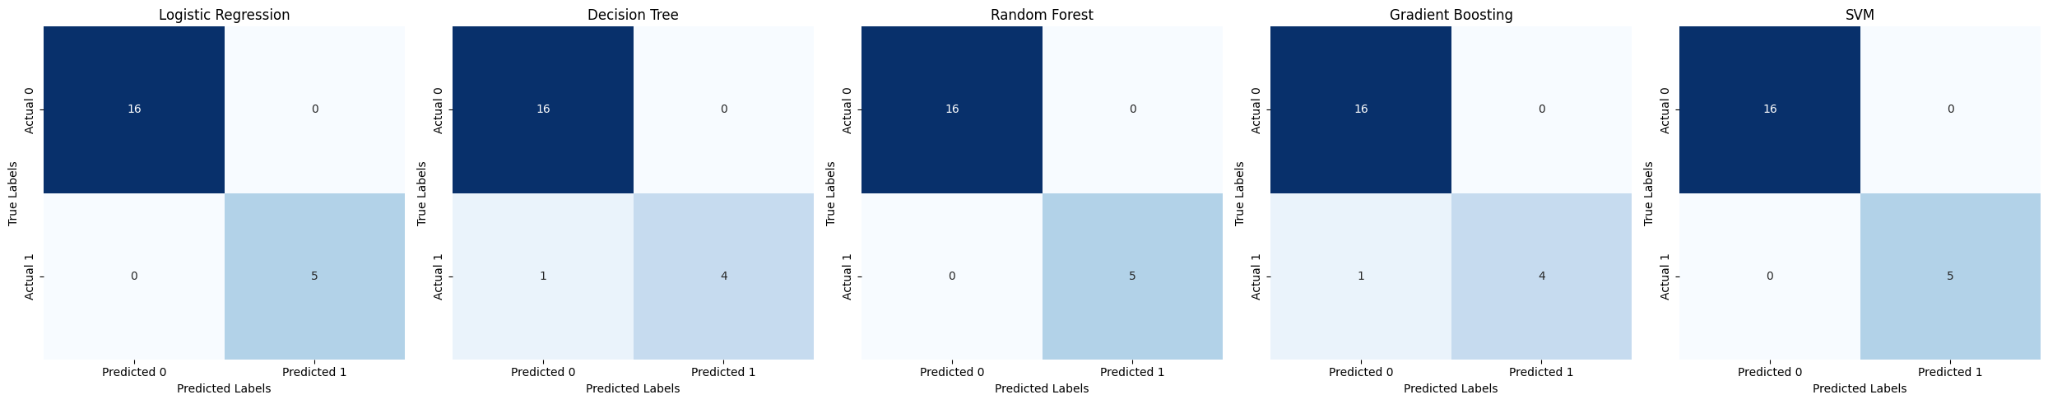 Logistic Regression
True Labels
Actual 0
Actual 1
16 0
0 5
Predicted 0 Predicted 1
Predicted Labels
Decision Tree
True Labels
Actual 0
Actual 1
16 0
1 4
Predicted 0 Predicted 1
Predicted Labels
Random Forest
True Labels
Actual 0
Actual 1
16 0
0 5
Predicted 0 Predicted 1
Predicted Labels
Gradient Boosting
True Labels
Actual 0
Actual 1
16 0
1 4
Predicted 0 Predicted 1
Predicted Labels
SVM
True Labels
Actual 0
Actual 1
16 0
0 5
Predicted 0 Predicted 1
Predicted Labels